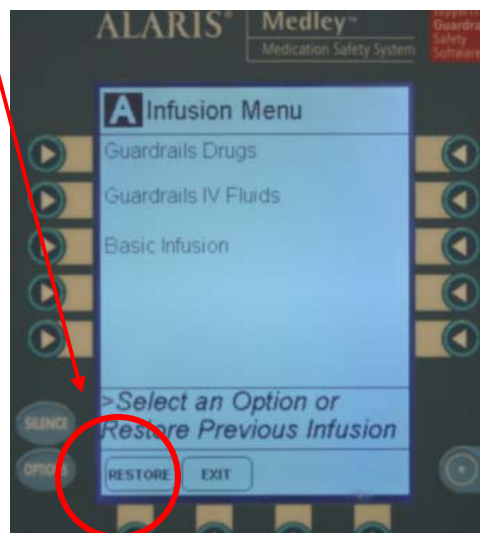 ALARIS® Medley™
Medication Safety System
Guardrails
Safety
Software
A Infusion Menu
Guardrails Drugs
Guardrails IV Fluids
Basic Infusion
>Select an Option or
Restore Previous Infusion
SILENCE
OPTIONS
RESTORE EXIT